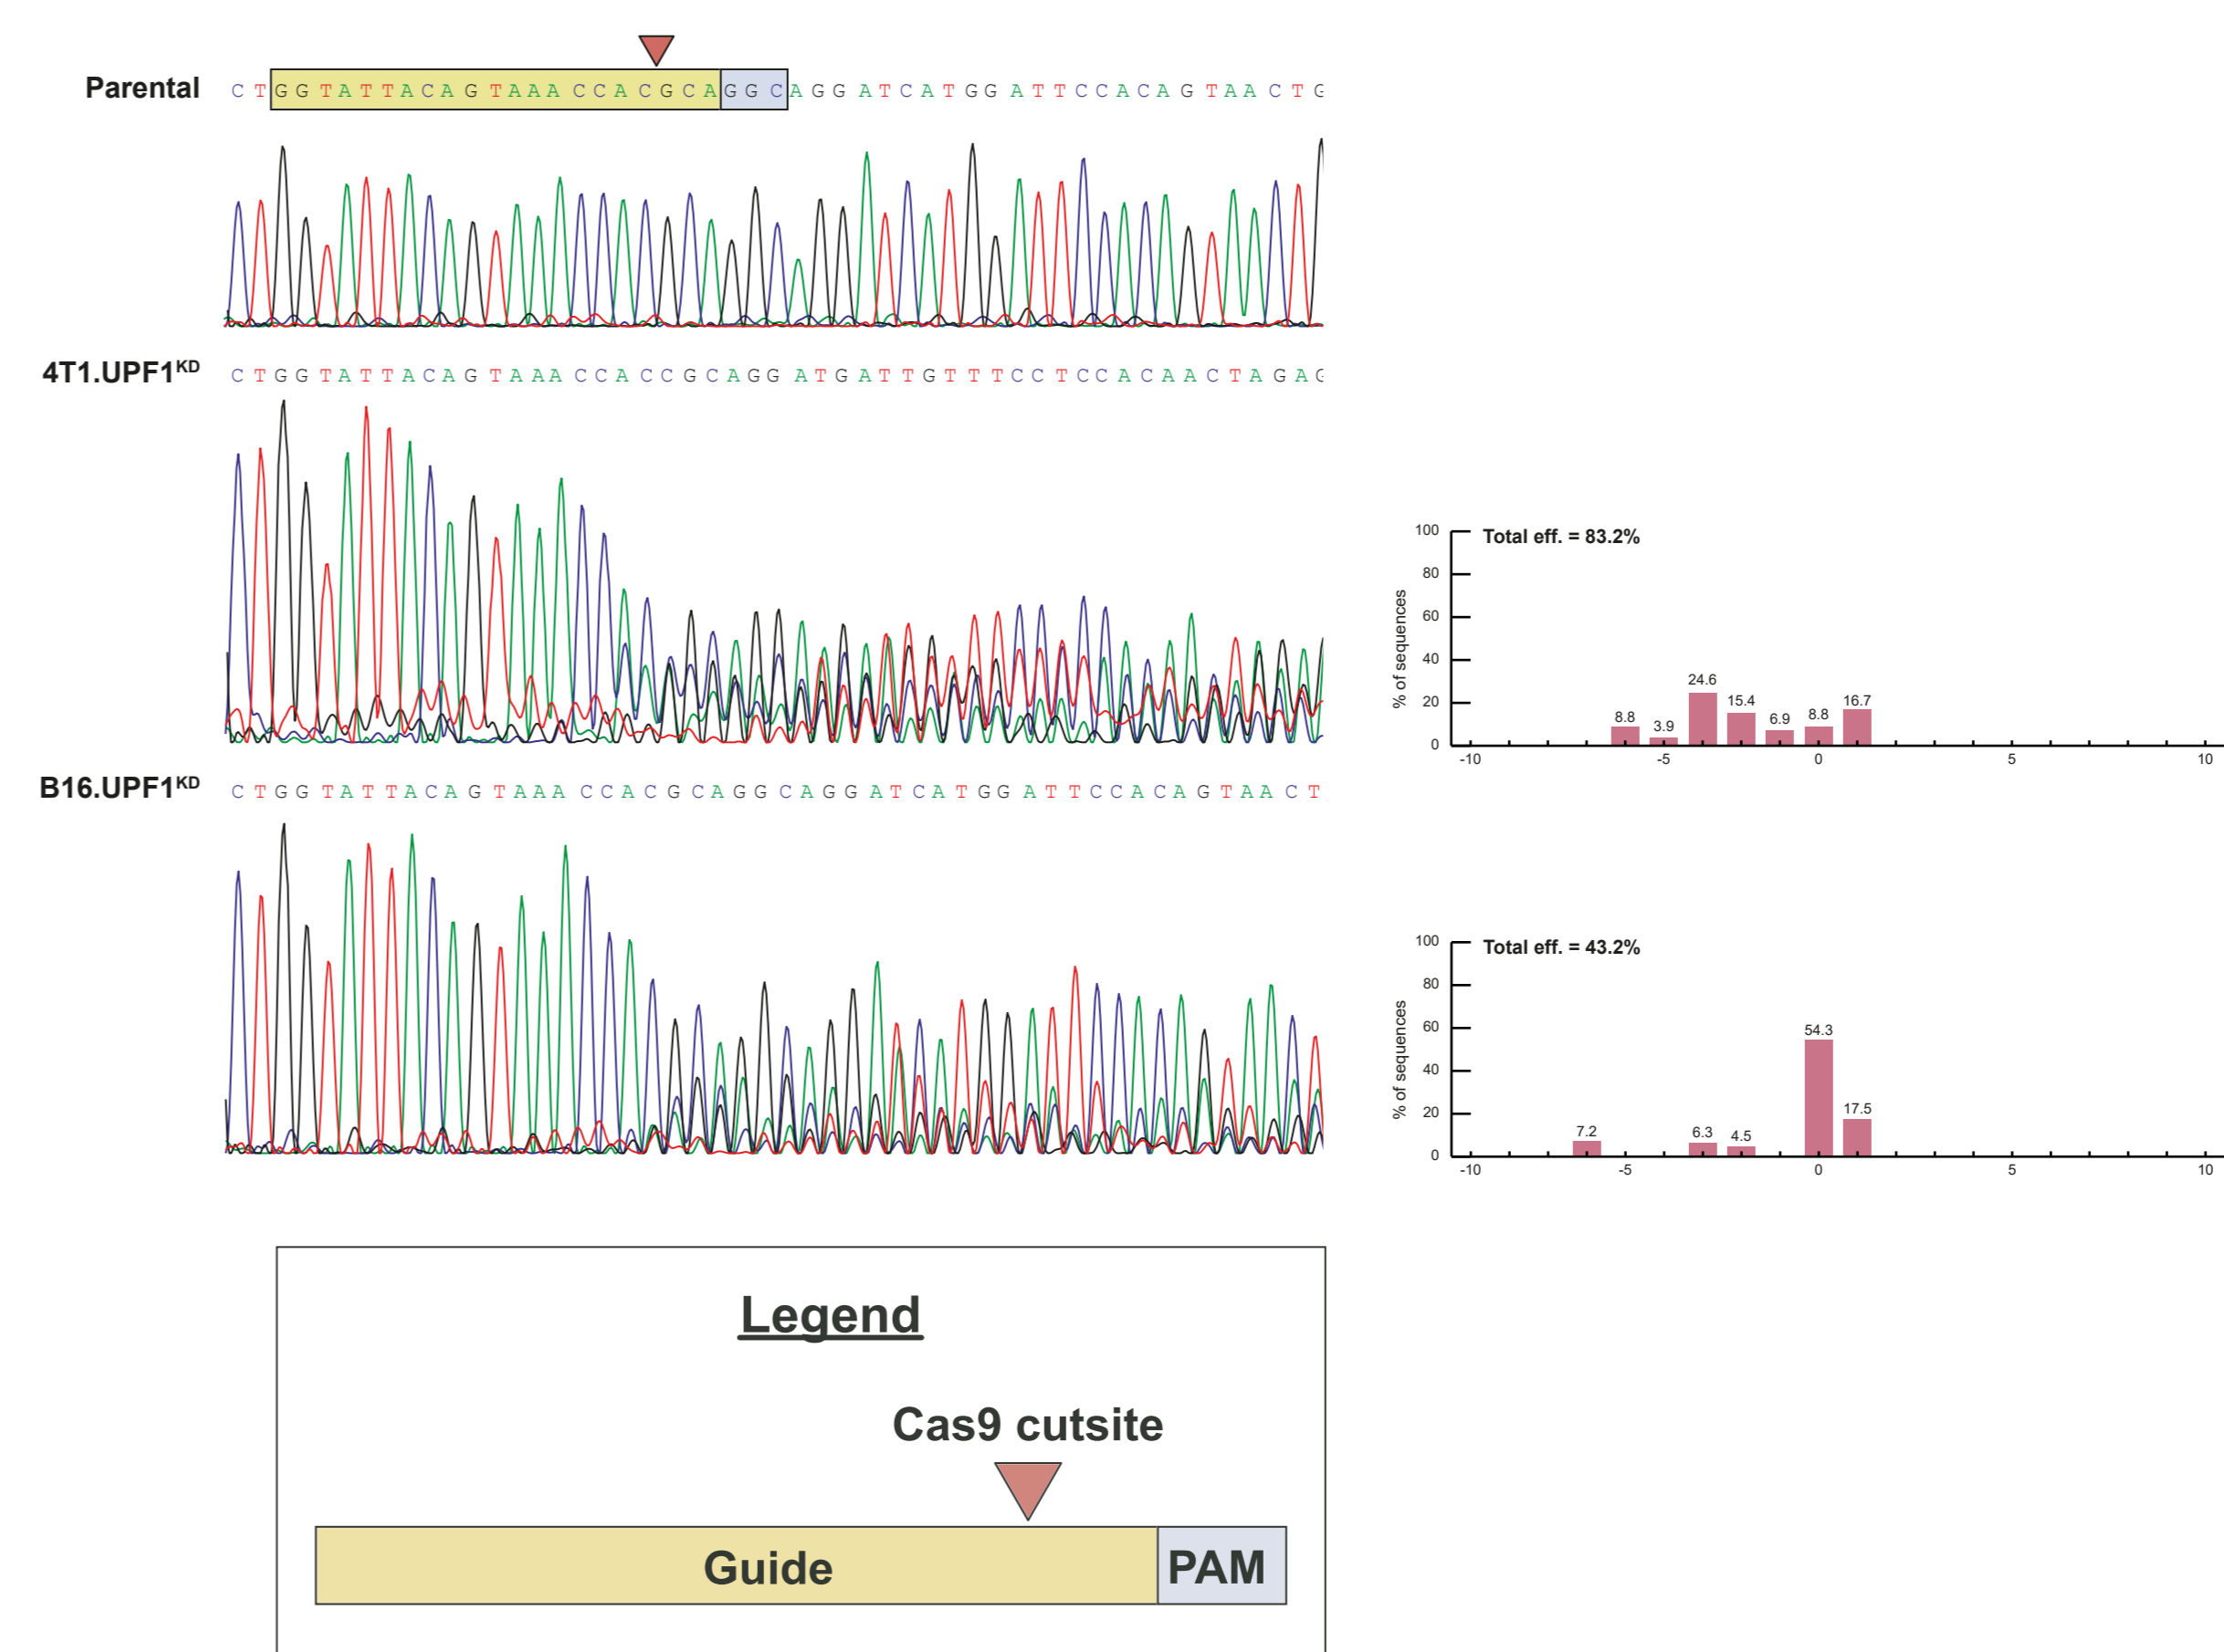 Parental CTGGTATTACAGTAAACCACGCAGGCAGGATCATGGATTCCACAGTAACTG
4T1.UPF1KD CTGGTATTACAGTAAACCACCGCAGGATGATTGTTTCCTCCACAACTAGAG
Total eff. = 83.2%
% of sequences
100
80
60
40
20
0
8.8 3.9 24.6 15.4 6.9 8.8 16.7
-10 -5 0 5 10
B16.UPF1KD CTGGTATTACAGTAAACCACGCAGGCAGGATCATGGATTCCACAGTAACT
Total eff. = 43.2%
% of sequences
100
80
60
40
20
0
7.2 6.3 4.5 54.3 17.5
-10 -5 0 5 10
Legend
Cas9 cutsite
Guide PAM